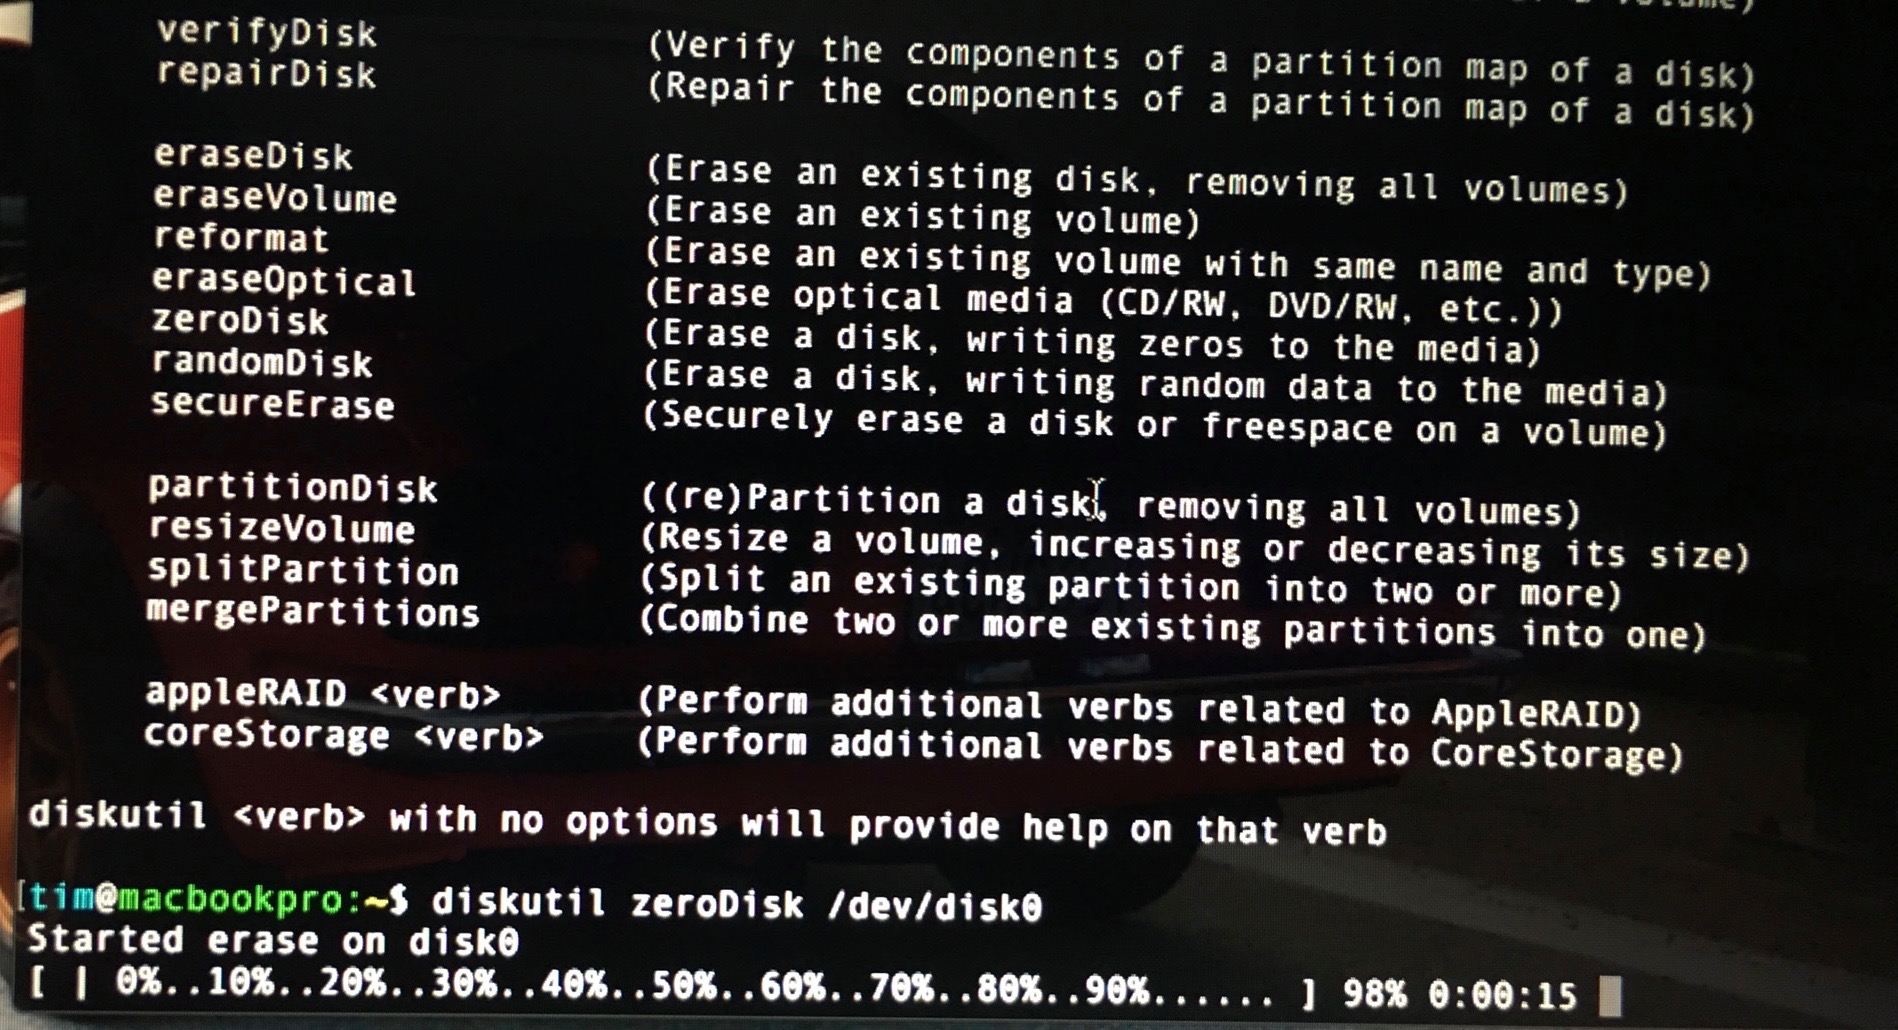 volume)
verifyDisk (Verify the components of a partition map of a disk)
repairDisk (Repair the components of a partition map of a disk)
eraseDisk (Erase an existing disk, removing all volumes)
eraseVolume (Erase an existing volume)
reformat (Erase an existing volume with same name and type)
eraseOptical (Erase optical media (CD/RW, DVD/RW, etc.))
zeroDisk (Erase a disk, writing zeros to the media)
randomDisk (Erase a disk, writing random data to the media)
secureErase (Securely erase a disk or freespace on a volume)
partitionDisk ((re)Partition a disk, removing all volumes)
resizeVolume (Resize a volume, increasing or decreasing its size)
splitPartition (Split an existing partition into two or more)
mergePartitions (Combine two or more existing partitions into one)
appleRAID <verb> (Perform additional verbs related to AppleRAID)
coreStorage <verb> (Perform additional verbs related to CoreStorage)
diskutil <verb> with no options will provide help on that verb
[tim@macbookpro:~$ diskutil zeroDisk /dev/disk0
Started erase on disk0
[ | 0%..10%..20%..30%..40%..50%..60%..70%..80%..90%...... ] 98% 0:00:15